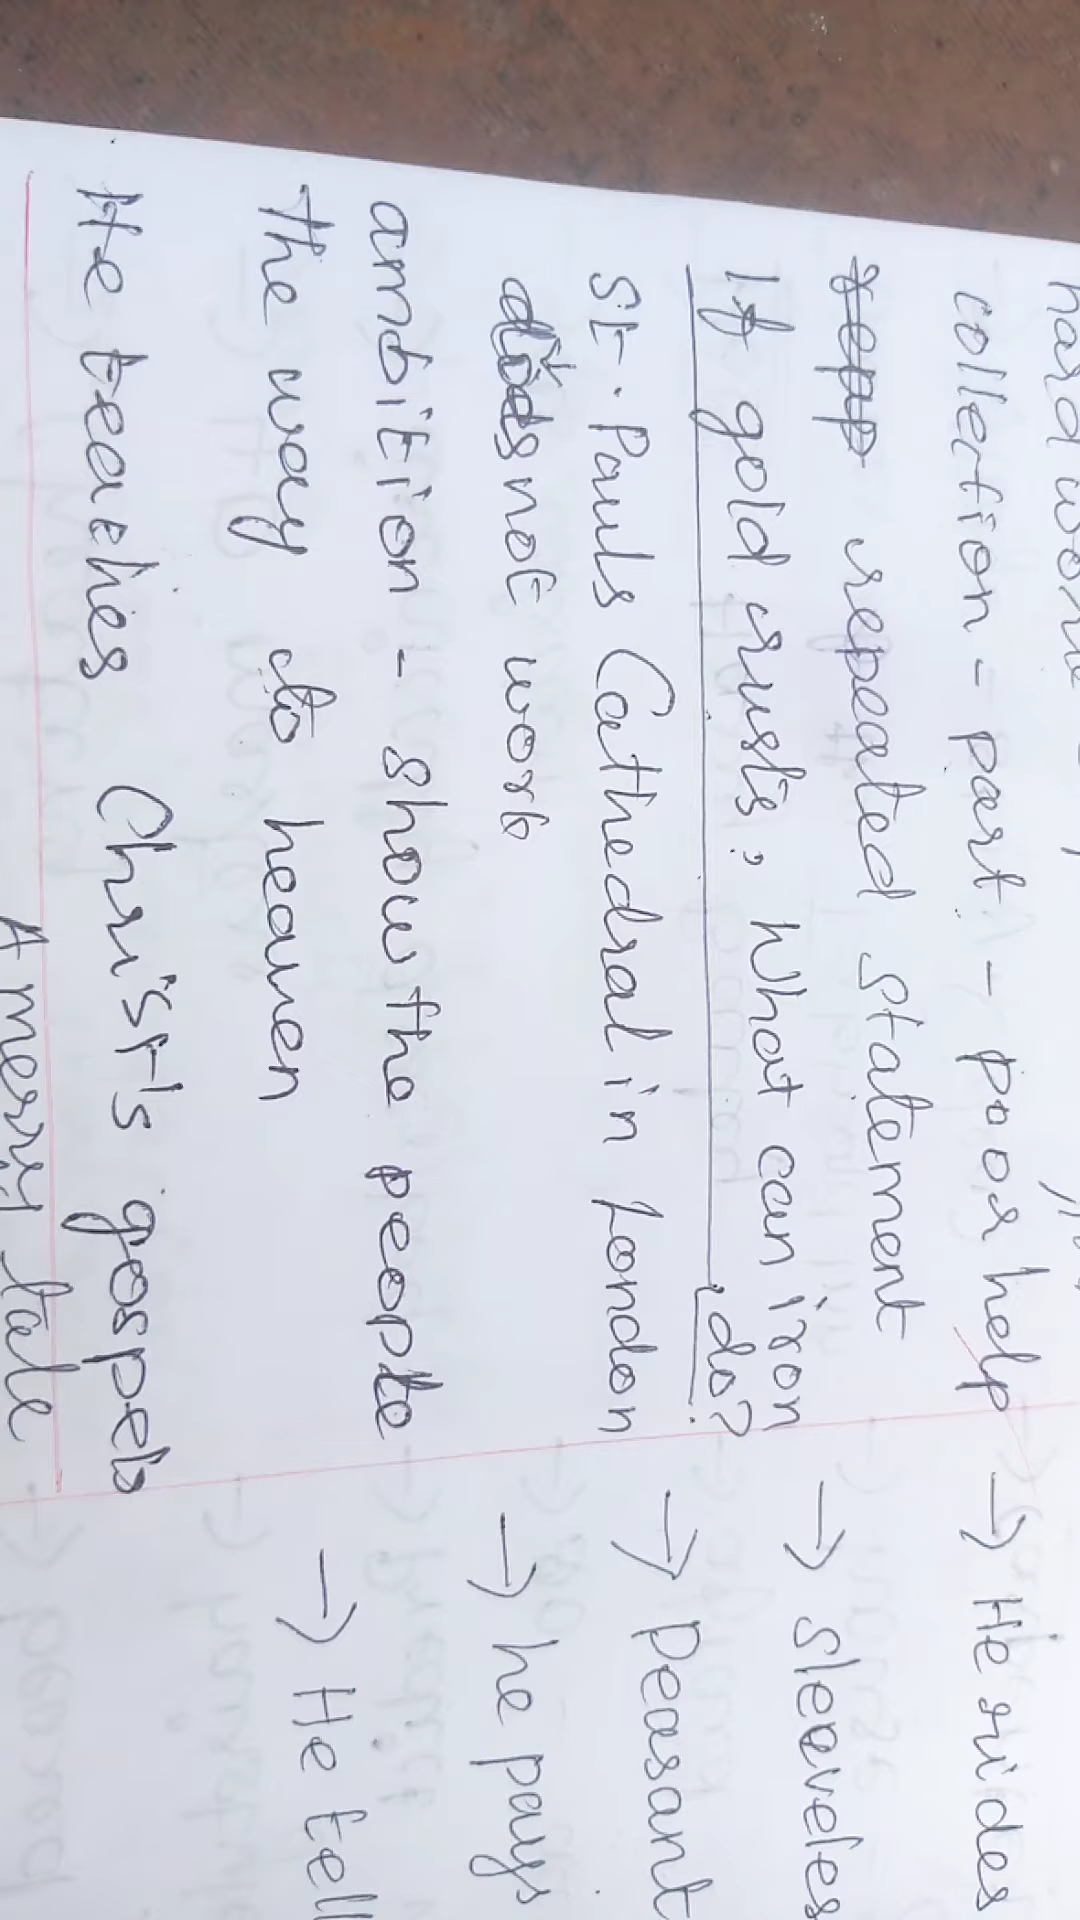 hard work
collection - part - poor help
repeated statement
If gold rusts, what can iron
do?
St. Pauls Cathedral in London
does not work
ambition - show the people
the way to heaven
He teaches Christ's gospels
A merry tale
→ He rides
→ sleeveles
→ Peasant
→ he pays
→ He tell